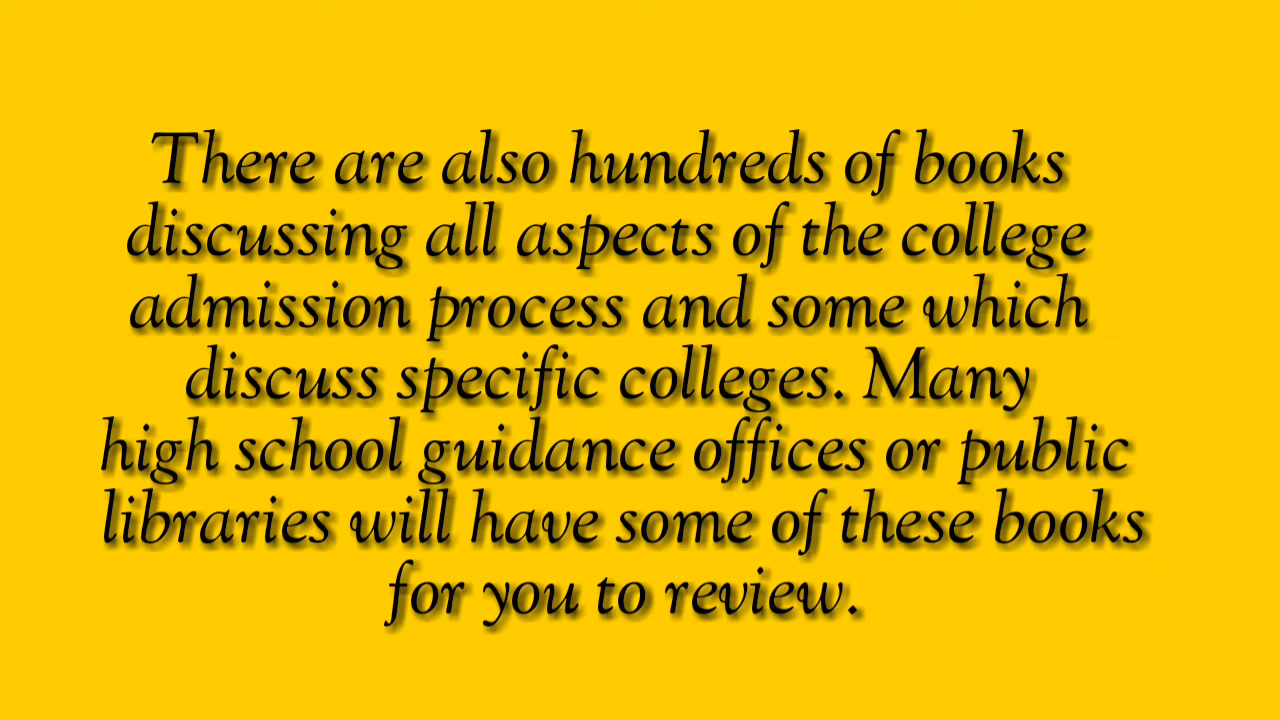 There are also hundreds of books
discussing all aspects of the college
admission process and some which
discuss specific colleges. Many
high school guidance offices or public
libraries will have some of these books
for you to review.